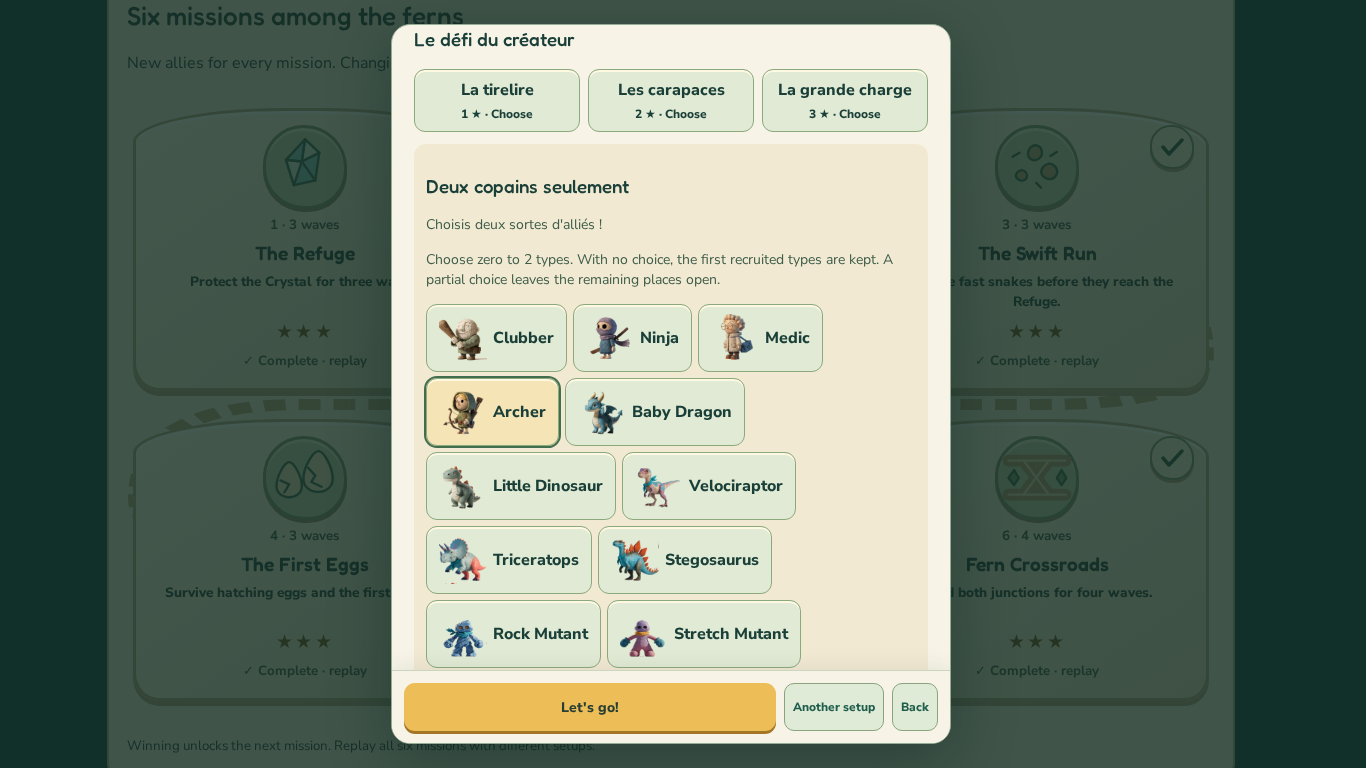 Six missions among the ferns
New allies for every mission. Changi
Le défi du créateur
La tirelire
1 ★ · Choose
Les carapaces
2 ★ · Choose
La grande charge
3 ★ · Choose
Deux copains seulement
Choisis deux sortes d'alliés !
Choose zero to 2 types. With no choice, the first recruited types are kept. A
partial choice leaves the remaining places open.
Clubber
Ninja
Medic
Archer
Baby Dragon
Little Dinosaur
Velociraptor
Triceratops
Stegosaurus
Rock Mutant
Stretch Mutant
Let's go!
Another setup
Back
1 · 3 waves
The Refuge
Protect the Crystal for three wa
★ ★ ★
✓ Complete · replay
3 · 3 waves
The Swift Run
fast snakes before they reach the
Refuge.
★ ★ ★
✓ Complete · replay
4 · 3 waves
The First Eggs
Survive hatching eggs and the first
★ ★ ★
✓ Complete · replay
6 · 4 waves
Fern Crossroads
both junctions for four waves.
★ ★ ★
✓ Complete · replay
Winning unlocks the next mission. Replay all six missions with different setups.